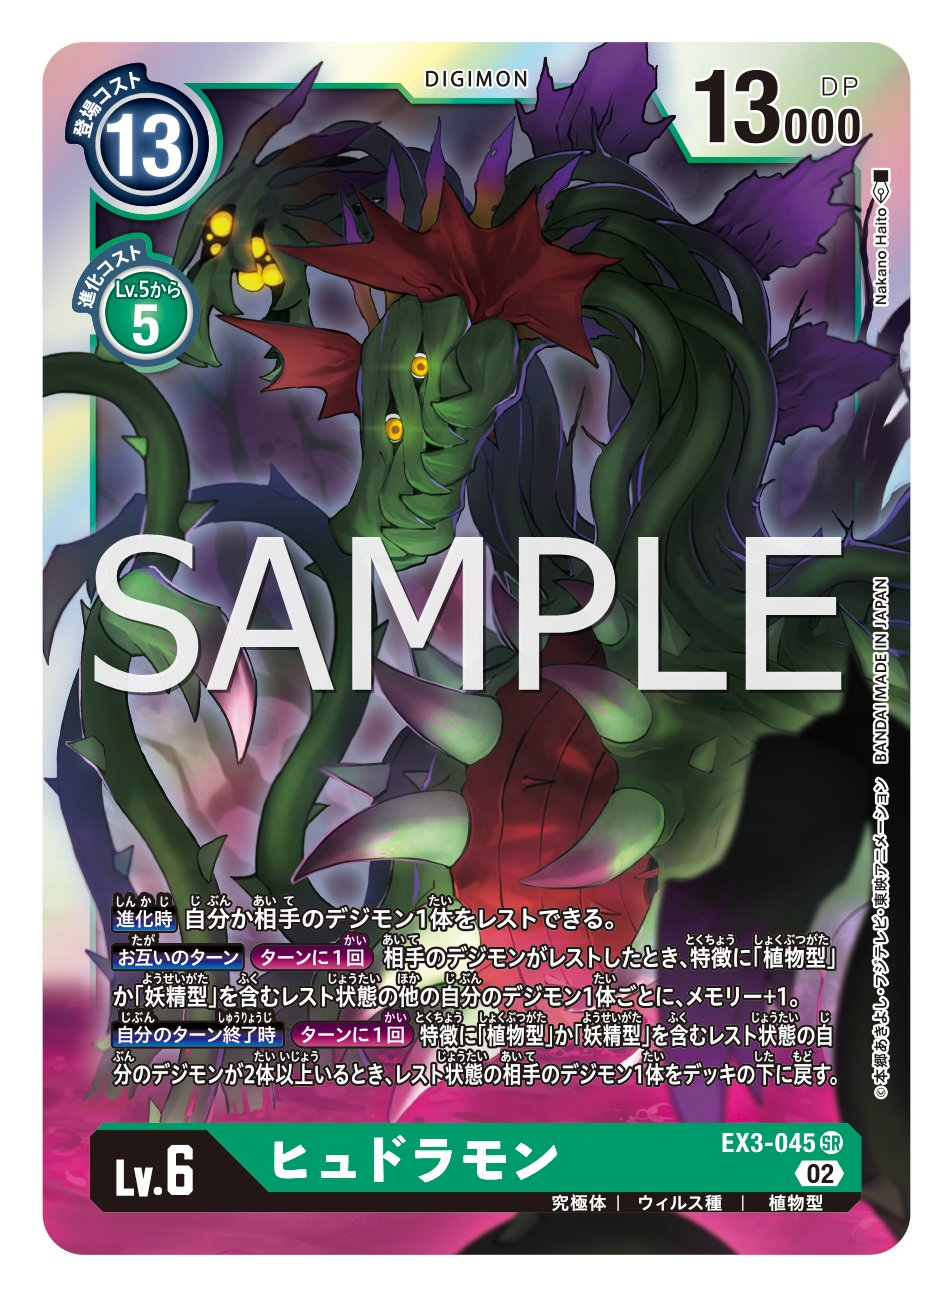 DIGIMON
登場コスト
13
13000
DP
進化コスト
Lv.5から
5
Nakano Haito
SAMPLE
BANDAI MADE IN JAPAN
©本郷あきよし・フジテレビ・東映アニメーション
進化時 自分か相手のデジモン1体をレストできる。
お互いのターン ターンに1回 相手のデジモンがレストしたとき、特徴に「植物型」
か「妖精型」を含むレスト状態の他の自分のデジモン1体ごとに、メモリー+1。
自分のターン終了時 ターンに1回 特徴に「植物型」か「妖精型」を含むレスト状態の自
分のデジモンが2体以上いるとき、レスト状態の相手のデジモン1体をデッキの下に戻す。
Lv.6
ヒュドラモン
EX3-045 SR
02
究極体 | ウィルス種 | 植物型